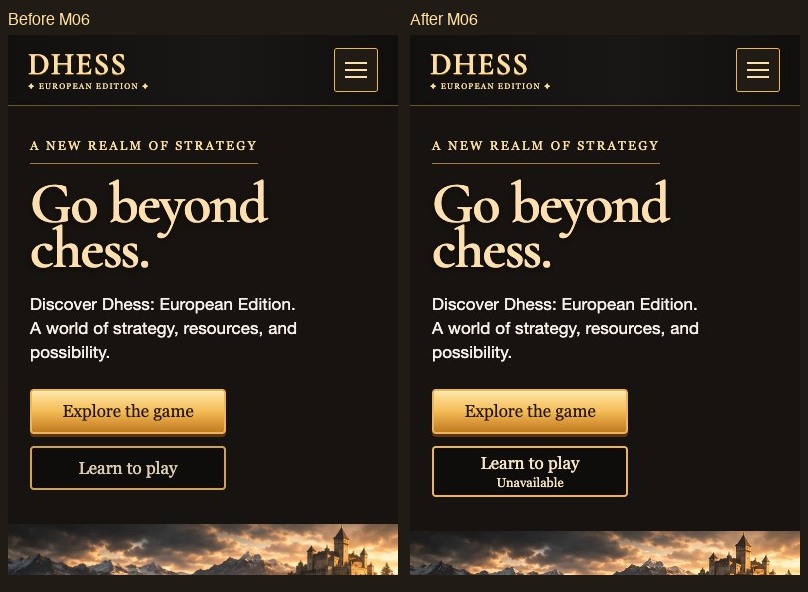 Before M06
DHESS
✦ EUROPEAN EDITION ✦
A NEW REALM OF STRATEGY
Go beyond
chess.
Discover Dhess: European Edition.
A world of strategy, resources, and
possibility.
Explore the game
Learn to play
After M06
DHESS
✦ EUROPEAN EDITION ✦
A NEW REALM OF STRATEGY
Go beyond
chess.
Discover Dhess: European Edition.
A world of strategy, resources, and
possibility.
Explore the game
Learn to play
Unavailable